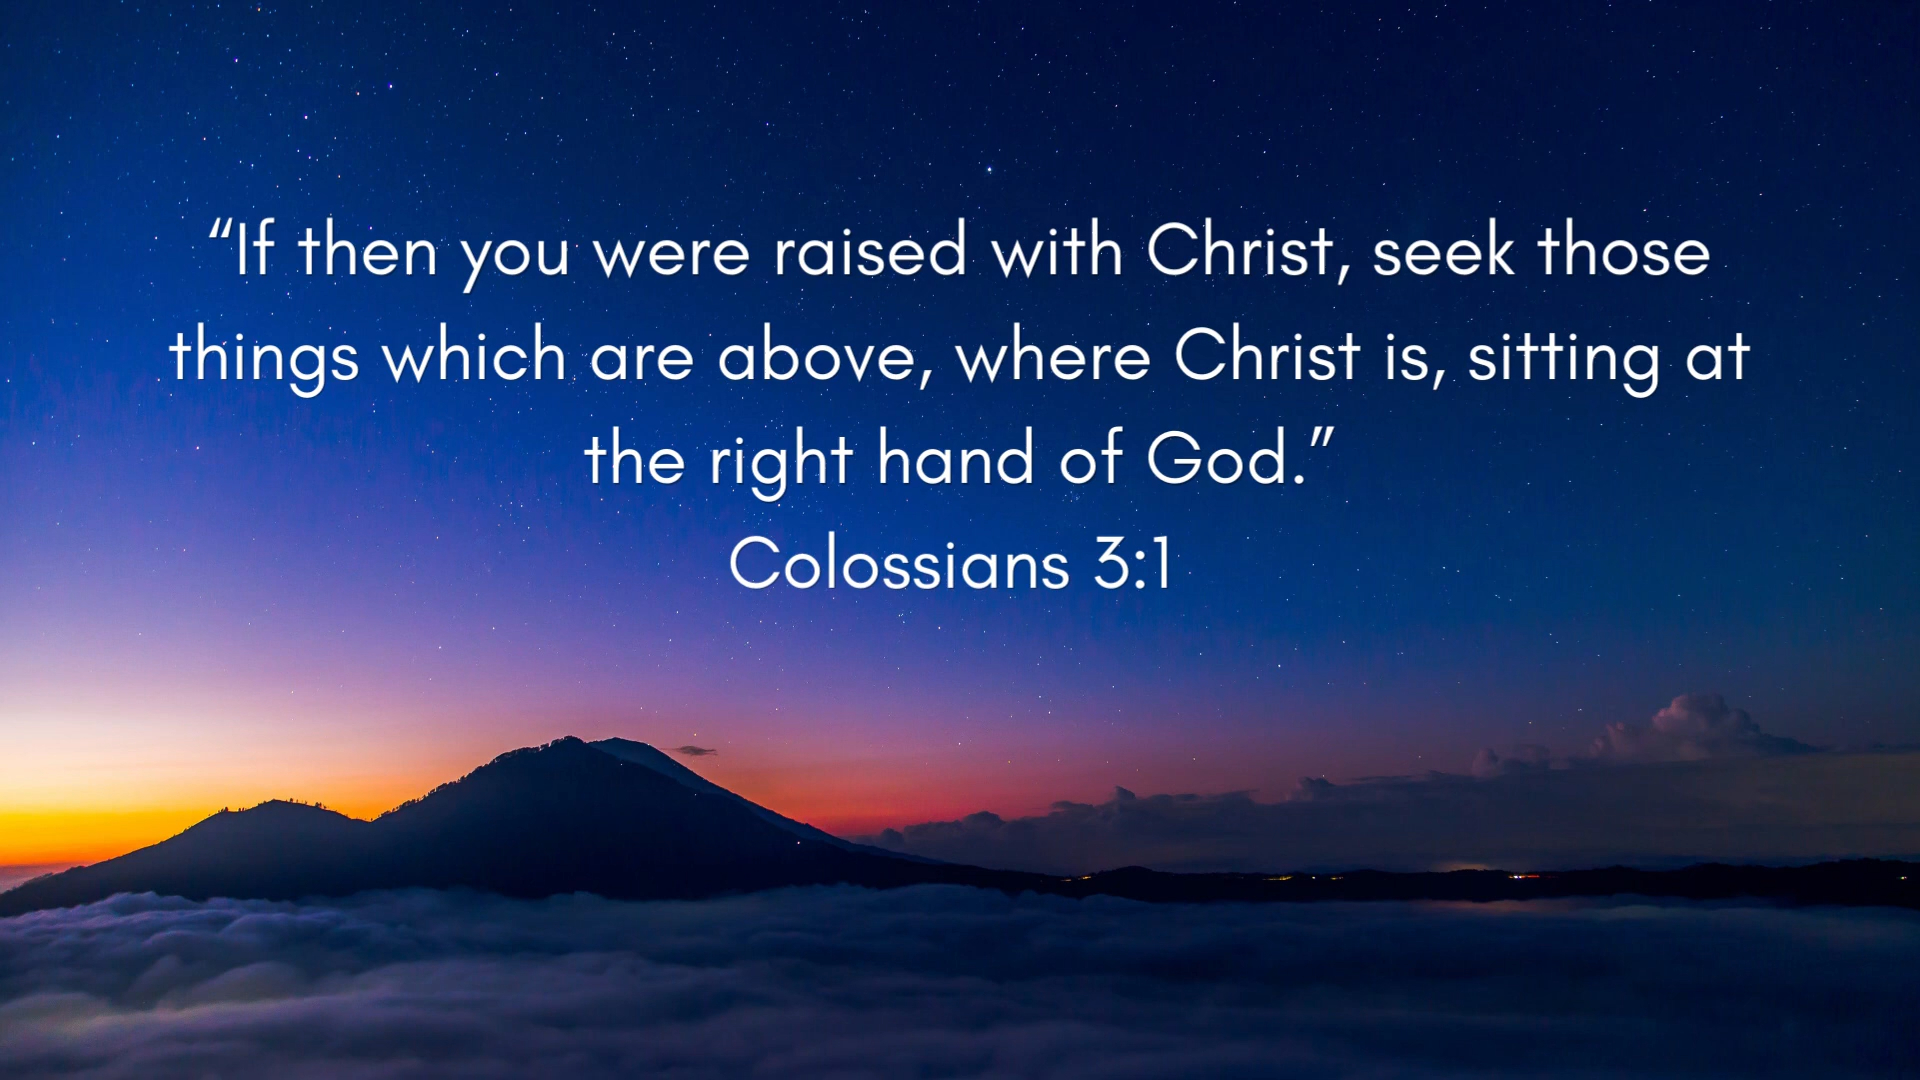 “If then you were raised with Christ, seek those
things which are above, where Christ is, sitting at
the right hand of God.”
Colossians 3:1